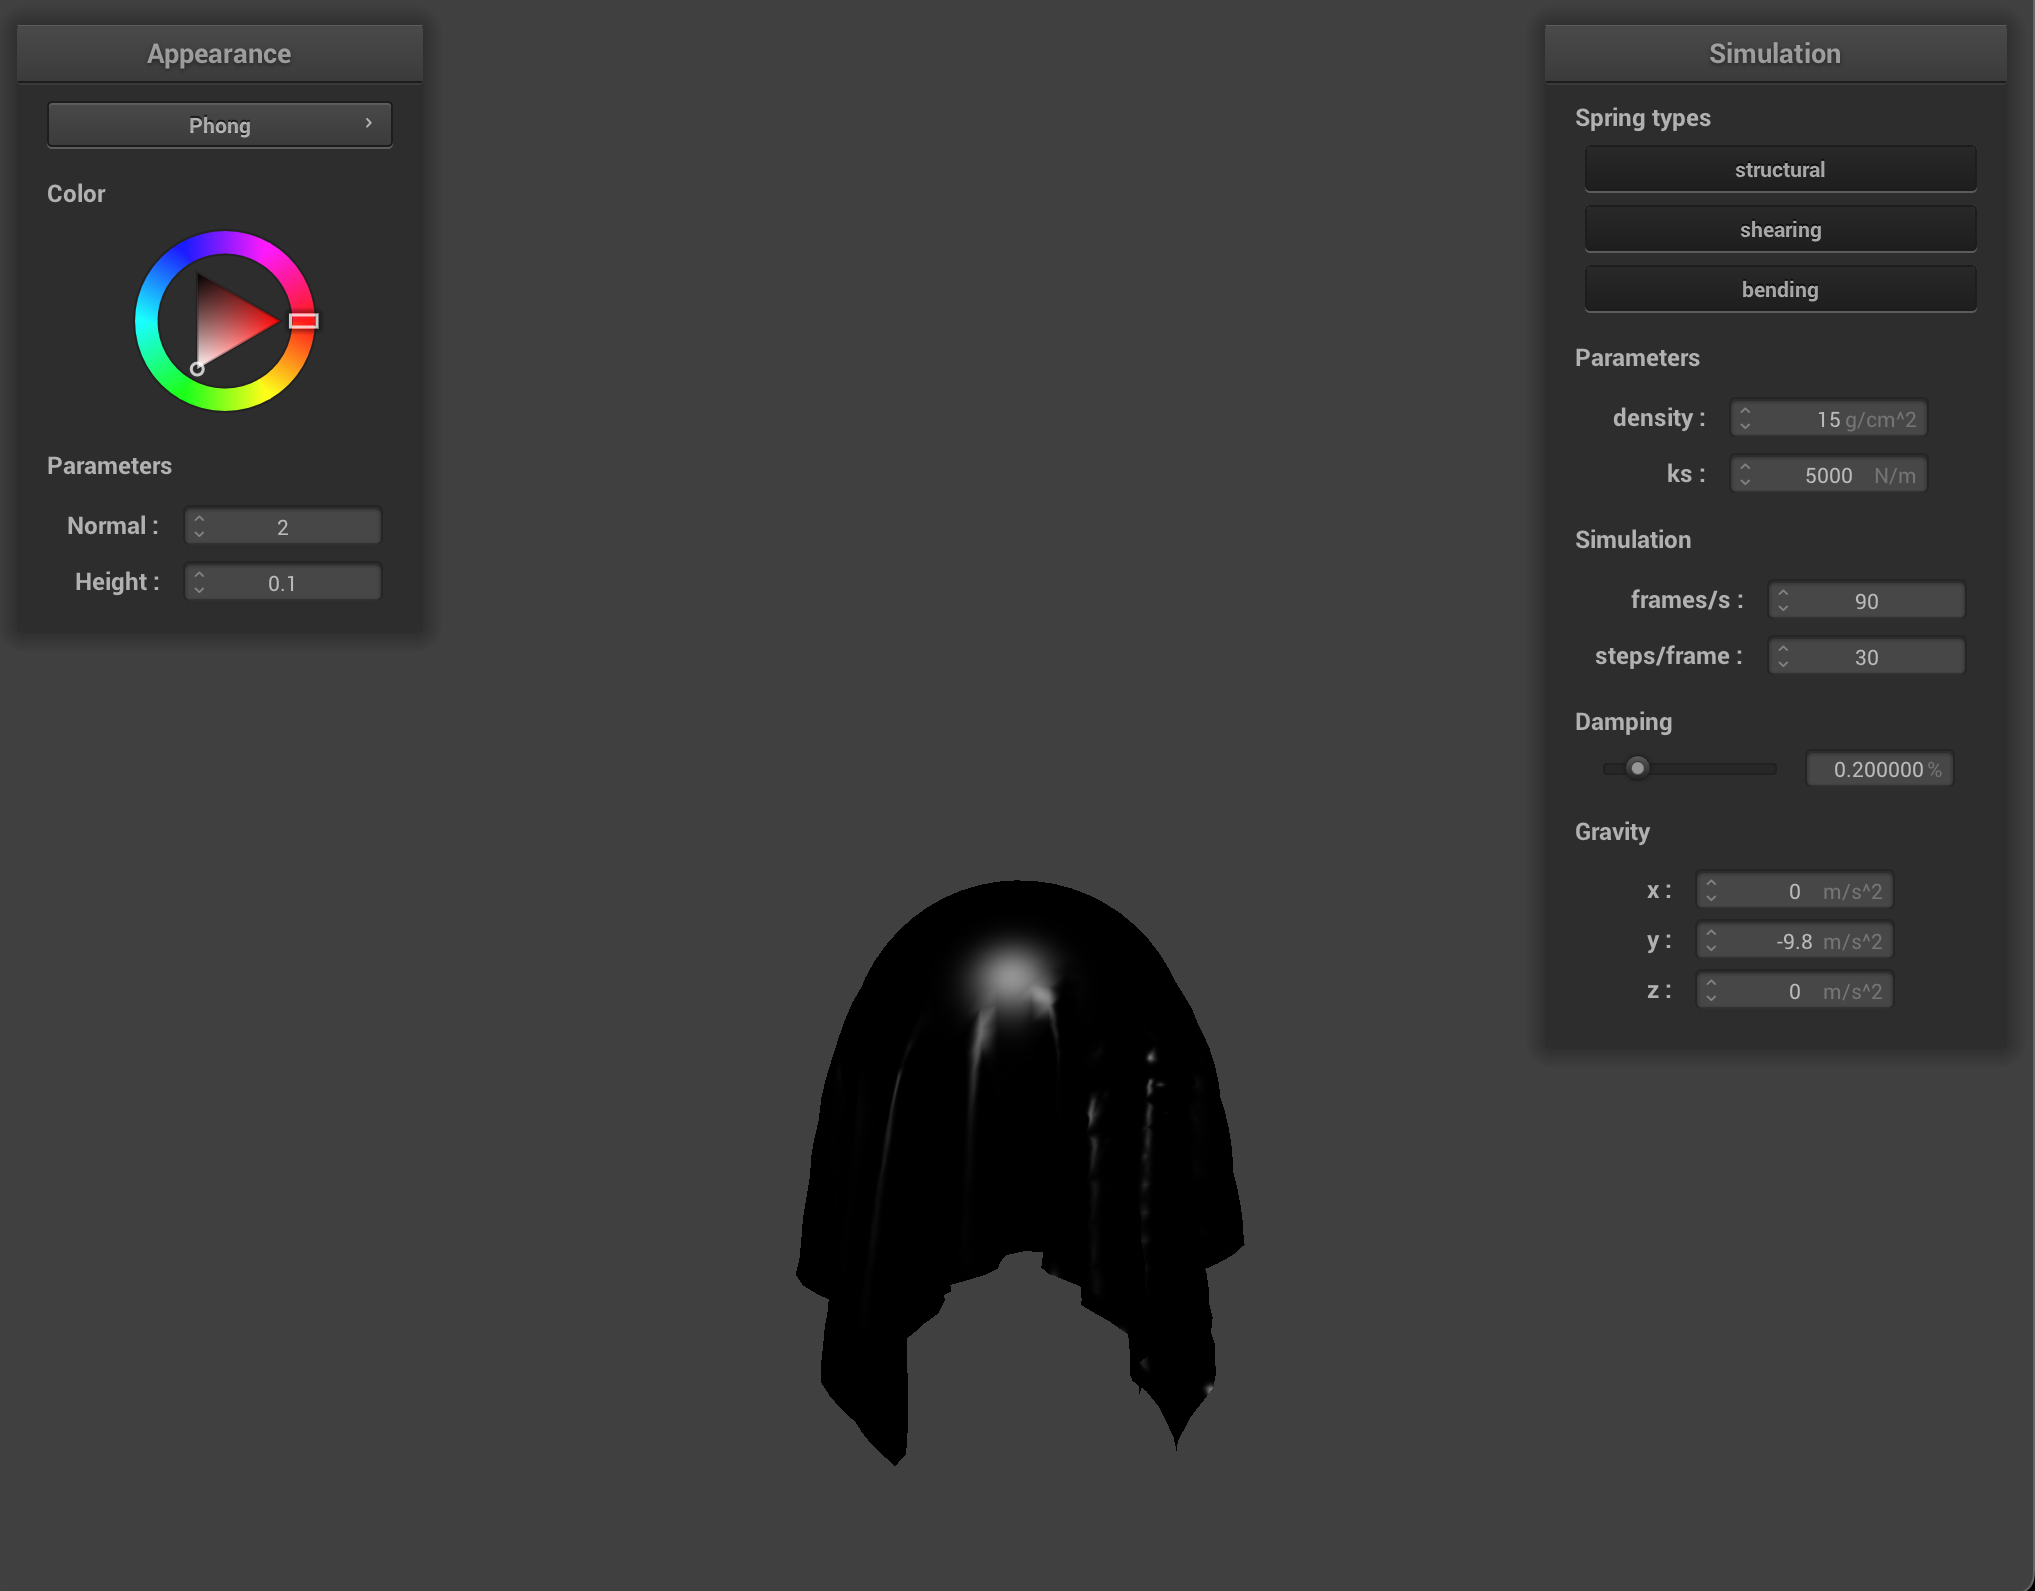 Appearance
Phong
Color
Parameters
Normal : 2
Height : 0.1
Simulation
Spring types
structural
shearing
bending
Parameters
density : 15 g/cm^2
ks : 5000 N/m
Simulation
frames/s : 90
steps/frame : 30
Damping
0.200000 %
Gravity
x : 0 m/s^2
y : -9.8 m/s^2
z : 0 m/s^2